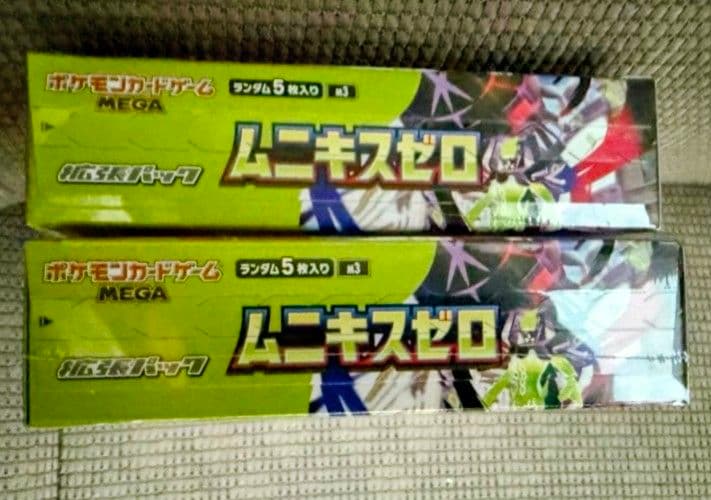 ポケモンカードゲーム
MEGA
ランダム5枚入り M3
拡張パック
ムニキスゼロ
ポケモンカードゲーム
MEGA
ランダム5枚入り M3
拡張パック
ムニキスゼロ